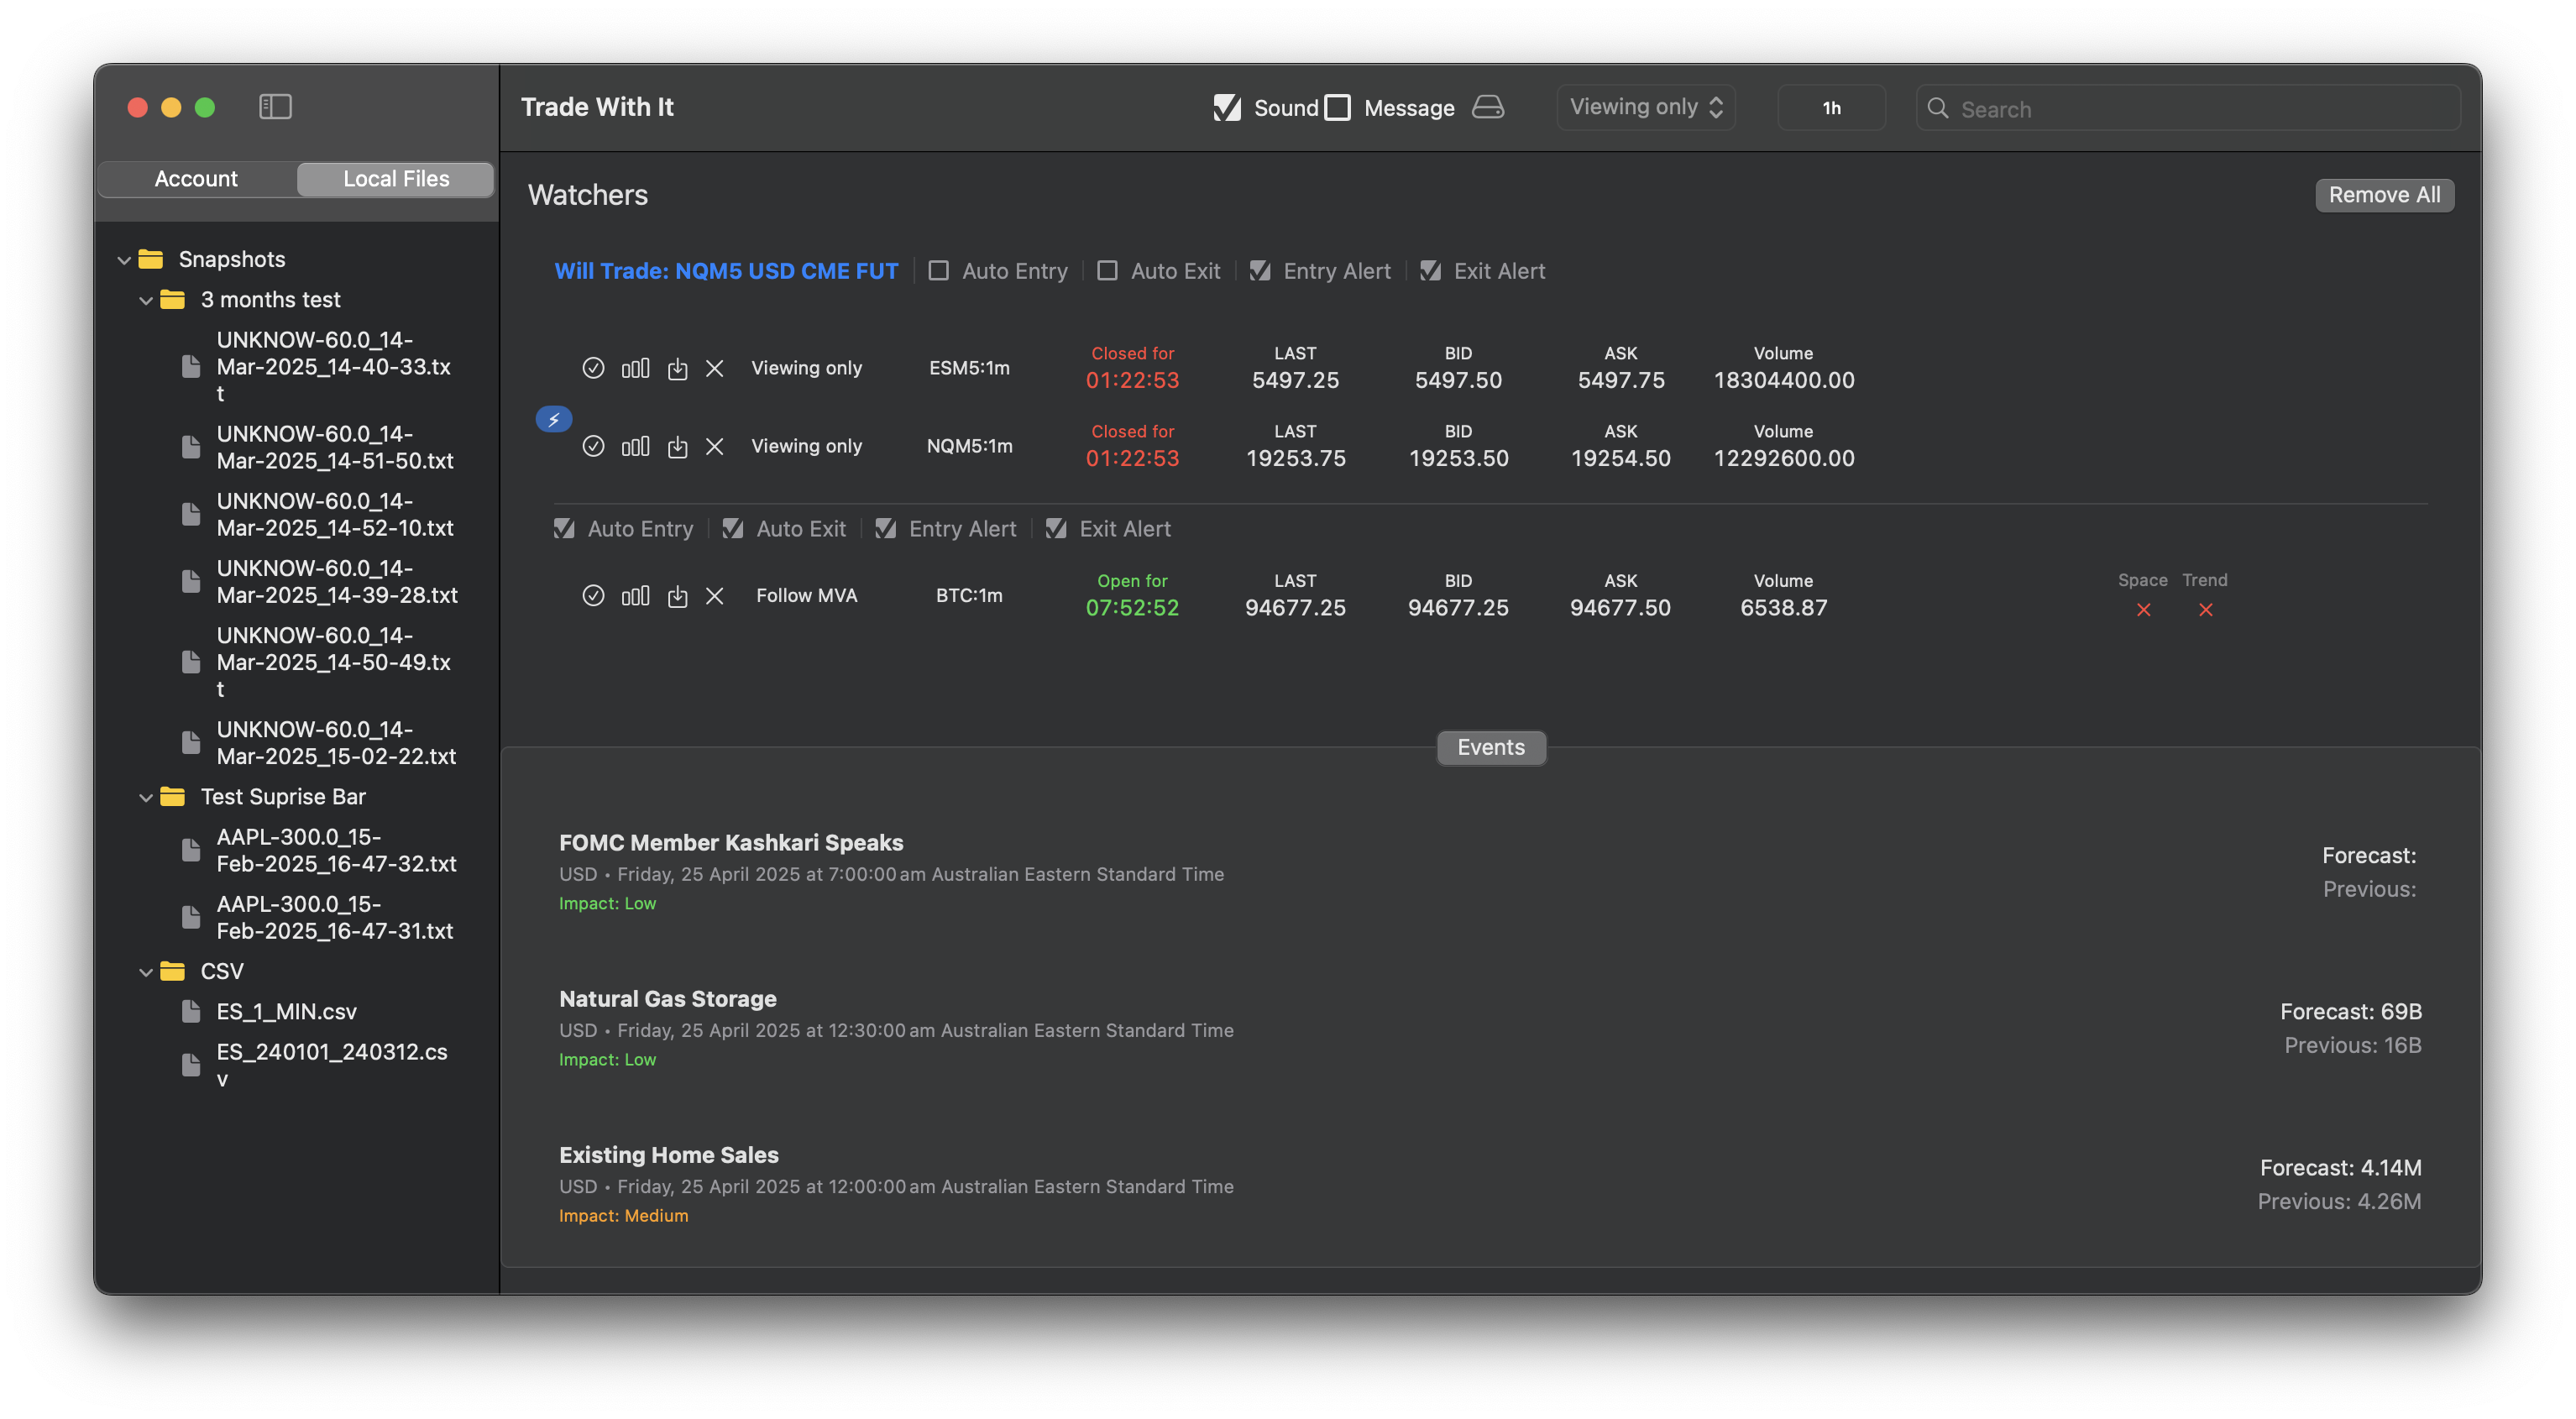 Trade With It
Sound Message Viewing only 1h Search
Account Local Files
Snapshots
3 months test
UNKNOW-60.0_14-
Mar-2025_14-40-33.tx
t
UNKNOW-60.0_14-
Mar-2025_14-51-50.txt
UNKNOW-60.0_14-
Mar-2025_14-52-10.txt
UNKNOW-60.0_14-
Mar-2025_14-39-28.txt
UNKNOW-60.0_14-
Mar-2025_14-50-49.tx
t
UNKNOW-60.0_14-
Mar-2025_15-02-22.txt
Test Suprise Bar
AAPL-300.0_15-
Feb-2025_16-47-32.txt
AAPL-300.0_15-
Feb-2025_16-47-31.txt
CSV
ES_1_MIN.csv
ES_240101_240312.cs
v
Watchers Remove All
Will Trade: NQM5 USD CME FUT Auto Entry Auto Exit Entry Alert Exit Alert
Closed for LAST BID ASK Volume
Viewing only ESM5:1m 01:22:53 5497.25 5497.50 5497.75 18304400.00
Closed for LAST BID ASK Volume
Viewing only NQM5:1m 01:22:53 19253.75 19253.50 19254.50 12292600.00
Auto Entry Auto Exit Entry Alert Exit Alert
Open for LAST BID ASK Volume Space Trend
Follow MVA BTC:1m 07:52:52 94677.25 94677.25 94677.50 6538.87
Events
FOMC Member Kashkari Speaks
USD • Friday, 25 April 2025 at 7:00:00 am Australian Eastern Standard Time
Impact: Low
Forecast:
Previous:
Natural Gas Storage
USD • Friday, 25 April 2025 at 12:30:00 am Australian Eastern Standard Time
Impact: Low
Forecast: 69B
Previous: 16B
Existing Home Sales
USD • Friday, 25 April 2025 at 12:00:00 am Australian Eastern Standard Time
Impact: Medium
Forecast: 4.14M
Previous: 4.26M